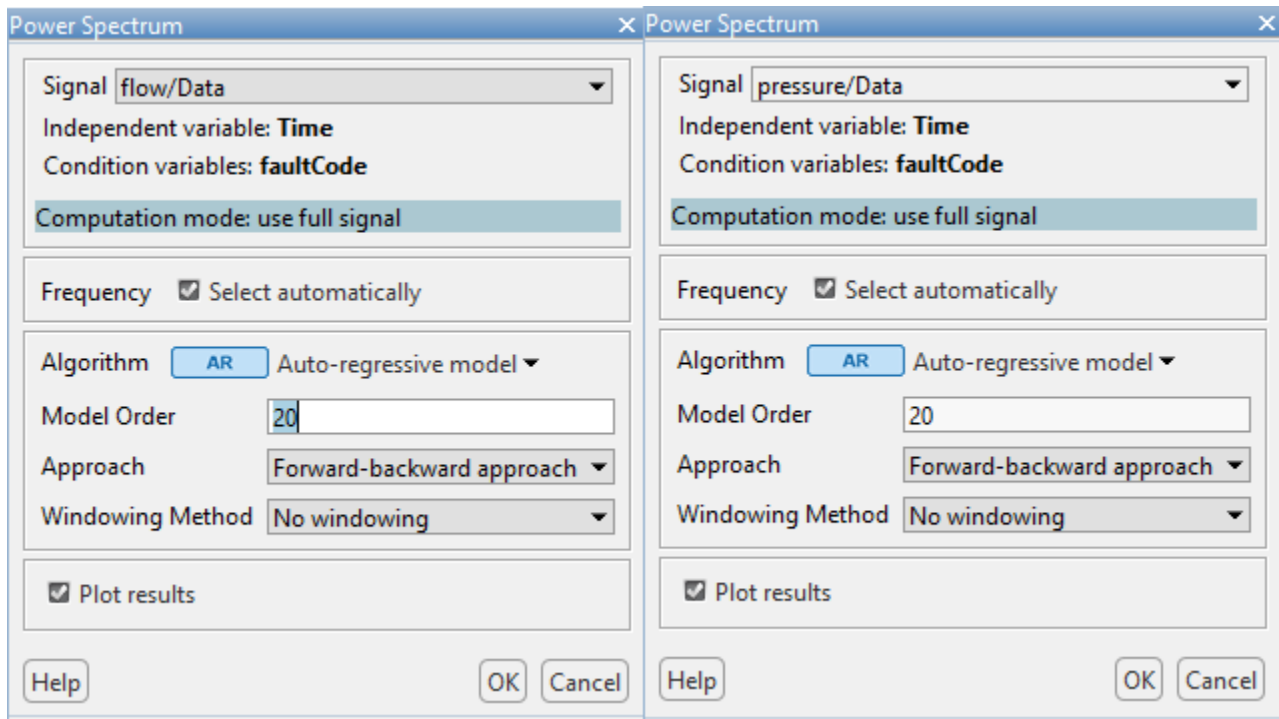 Power Spectrum
Signal flow/Data
Independent variable: Time
Condition variables: faultCode
Computation mode: use full signal
Frequency Select automatically
Algorithm AR Auto-regressive model
Model Order 20
Approach Forward-backward approach
Windowing Method No windowing
Plot results
Help OK Cancel
Power Spectrum
Signal pressure/Data
Independent variable: Time
Condition variables: faultCode
Computation mode: use full signal
Frequency Select automatically
Algorithm AR Auto-regressive model
Model Order 20
Approach Forward-backward approach
Windowing Method No windowing
Plot results
Help OK Cancel